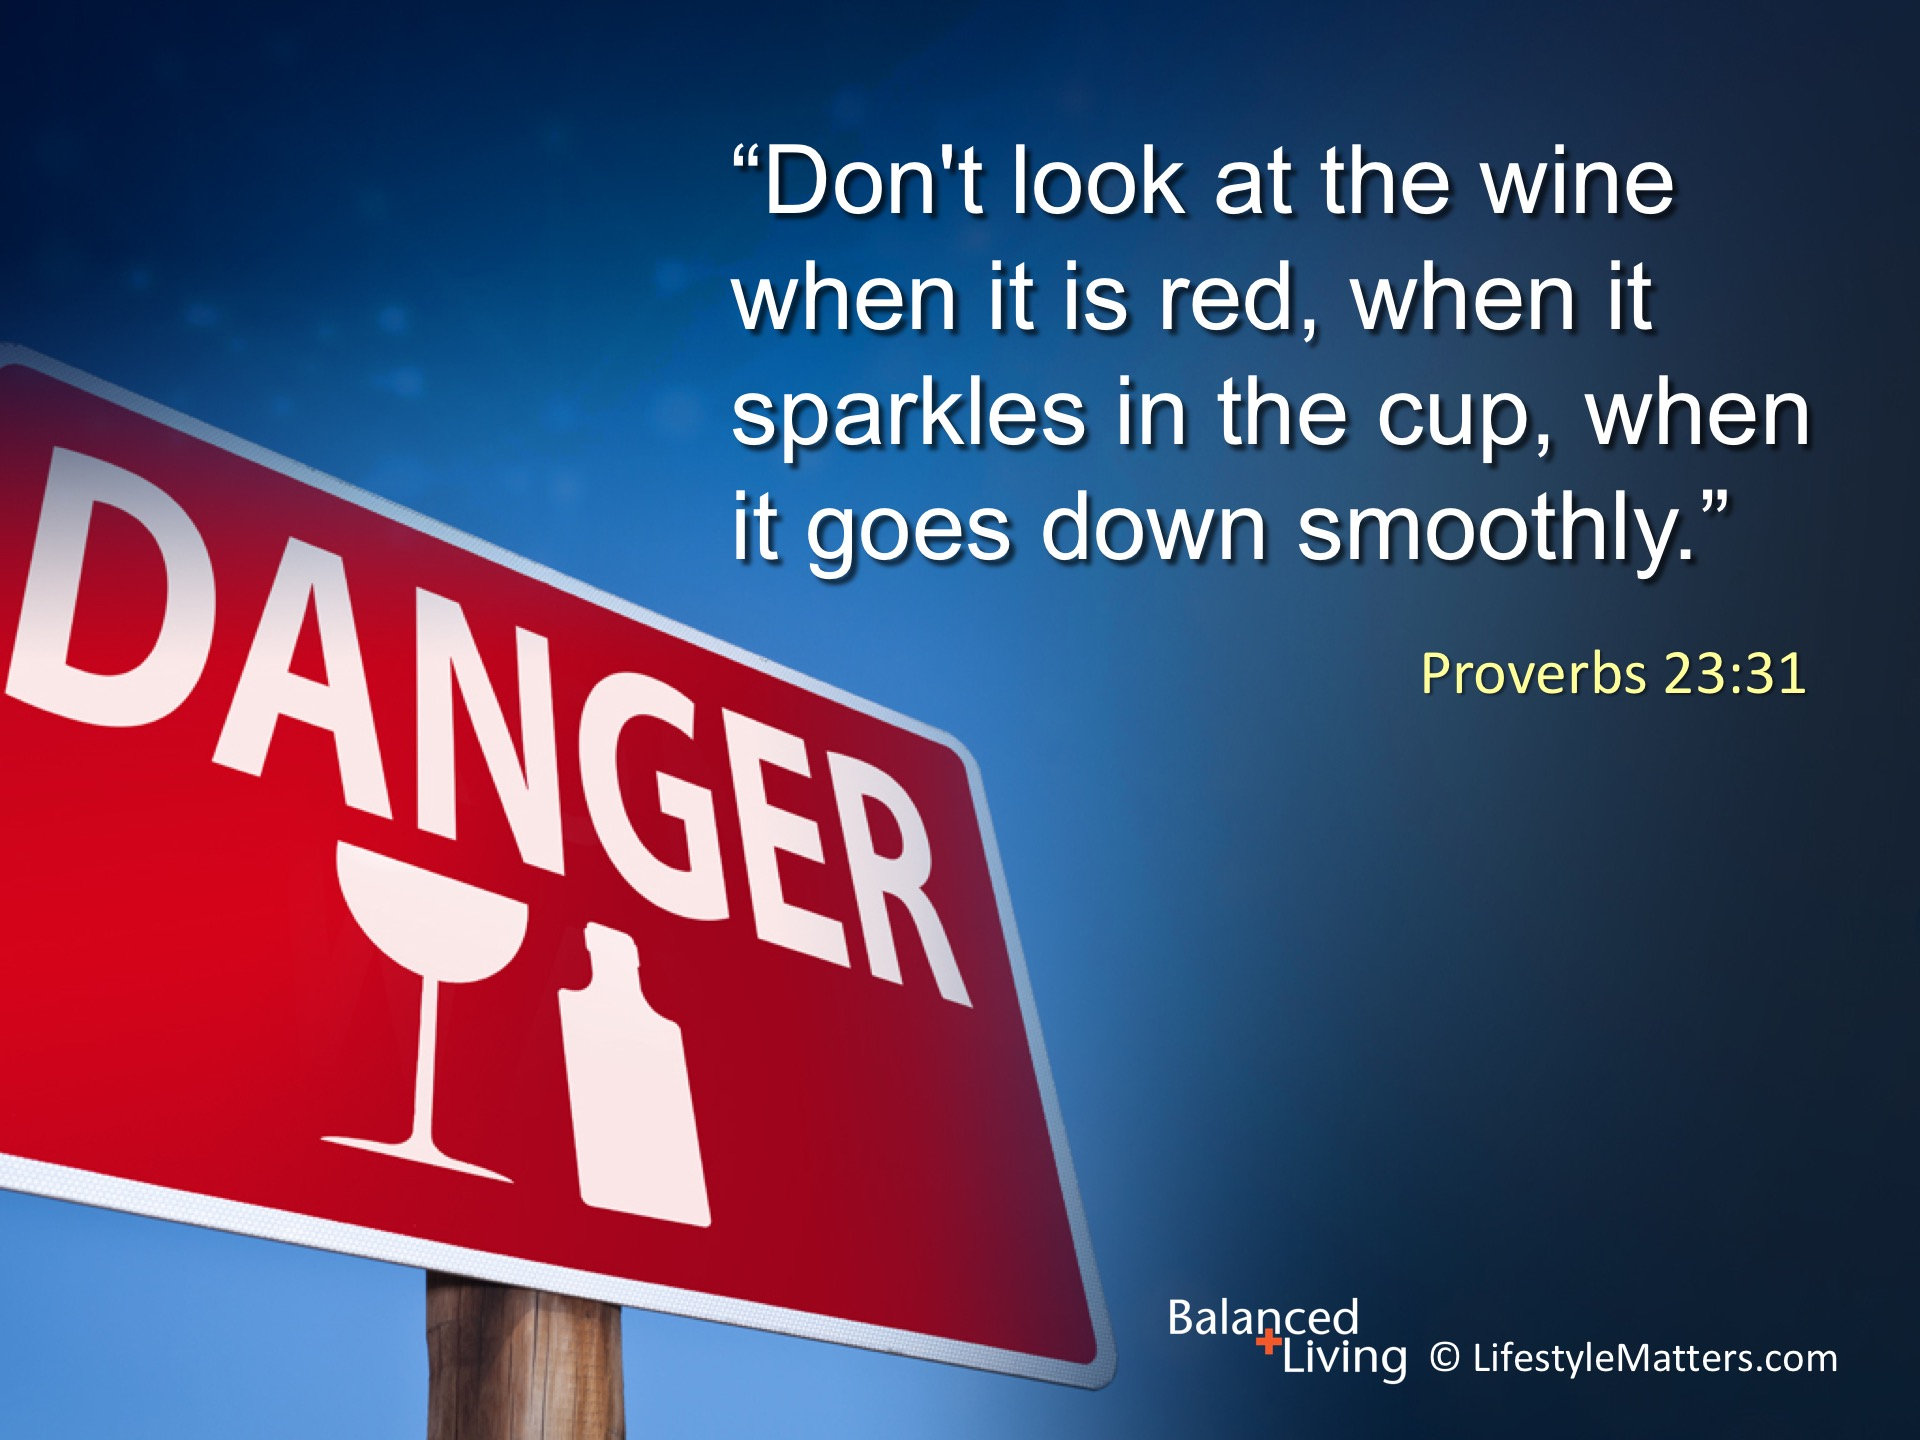 “Don't look at the wine
when it is red, when it
sparkles in the cup, when
it goes down smoothly.”
Proverbs 23:31
DANGER
Balanced
Living © LifestyleMatters.com